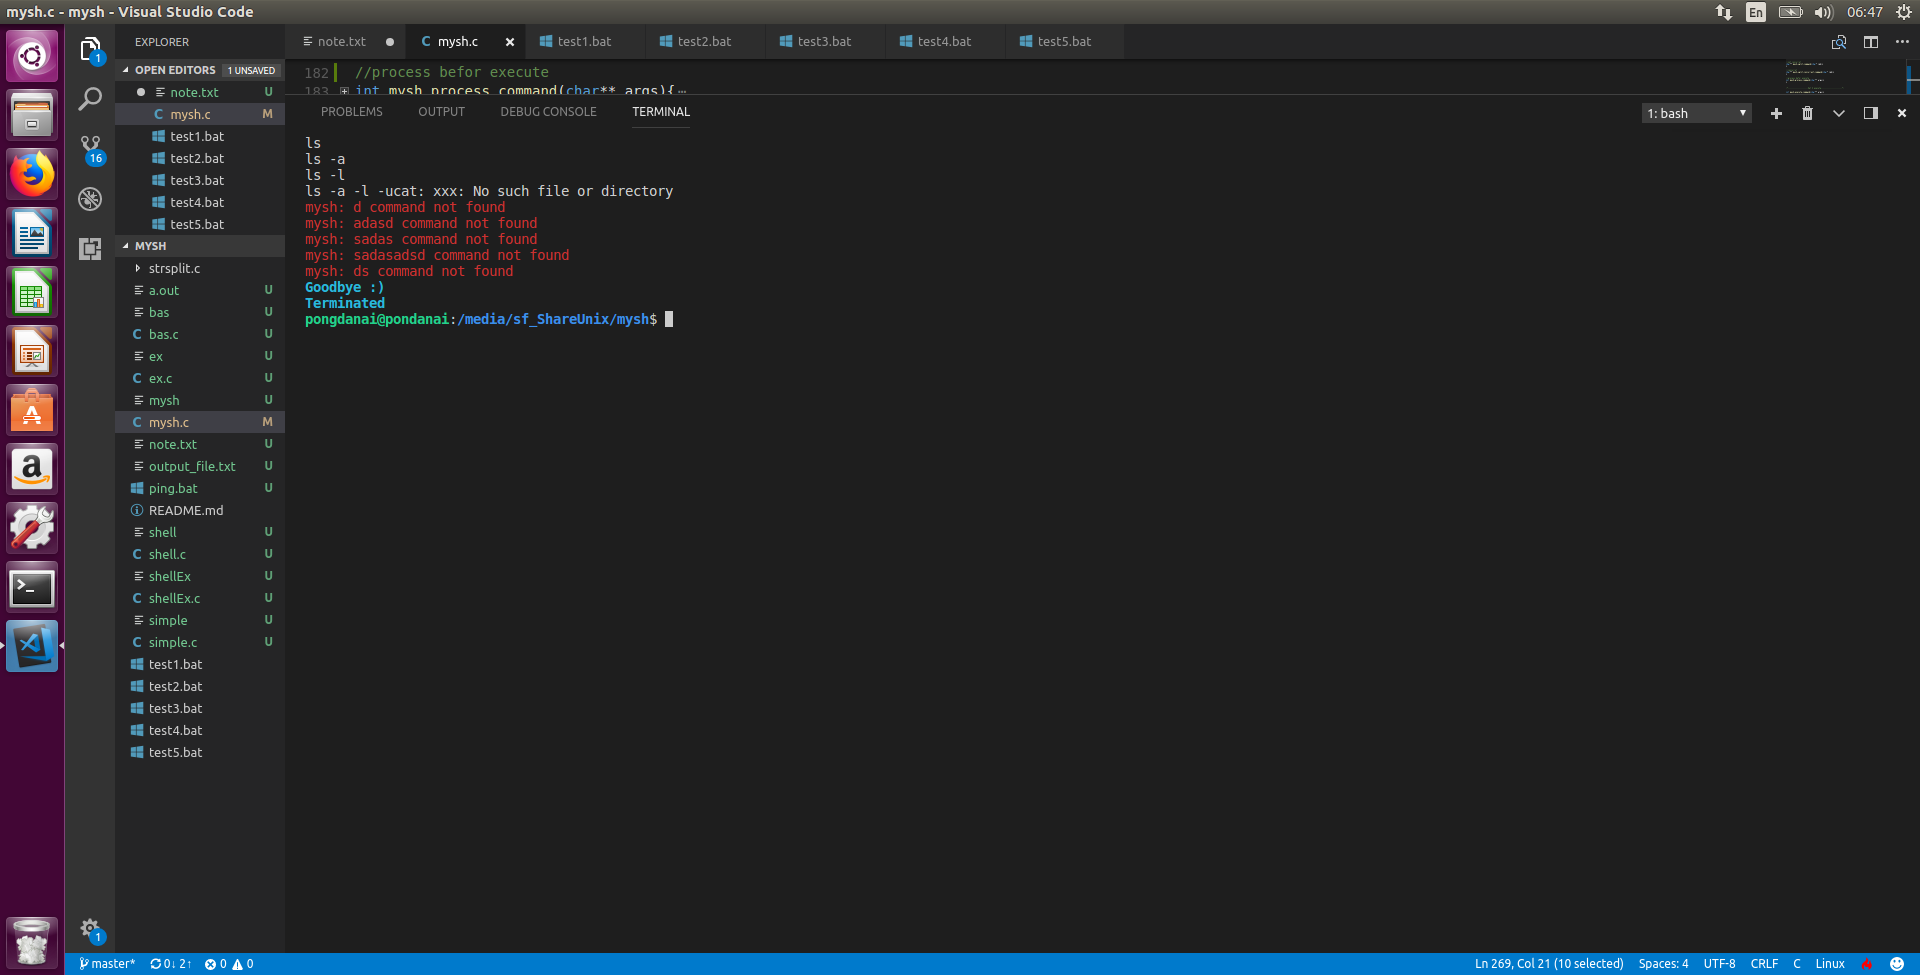 mysh.c - mysh - Visual Studio Code
En
06:47
EXPLORER
note.txt
mysh.c
test1.bat
test2.bat
test3.bat
test4.bat
test5.bat
OPEN EDITORS 1 UNSAVED
note.txt U
mysh.c M
test1.bat
test2.bat
test3.bat
test4.bat
test5.bat
MYSH
strsplit.c
a.out U
bas U
bas.c U
ex U
ex.c U
mysh U
mysh.c M
note.txt U
output_file.txt U
ping.bat U
README.md
shell U
shell.c U
shellEx U
shellEx.c U
simple U
simple.c U
test1.bat
test2.bat
test3.bat
test4.bat
test5.bat
1
16
1
182 //process befor execute
183 int mysh_process_command(char** args){
PROBLEMS OUTPUT DEBUG CONSOLE TERMINAL
1: bash
ls
ls -a
ls -l
ls -a -l -ucat: xxx: No such file or directory
mysh: d command not found
mysh: adasd command not found
mysh: sadas command not found
mysh: sadasadsd command not found
mysh: ds command not found
Goodbye :)
Terminated
pongdanai@pondanai:/media/sf_ShareUnix/mysh$
master* 0↓ 2↑ 0 0
Ln 269, Col 21 (10 selected) Spaces: 4 UTF-8 CRLF C Linux